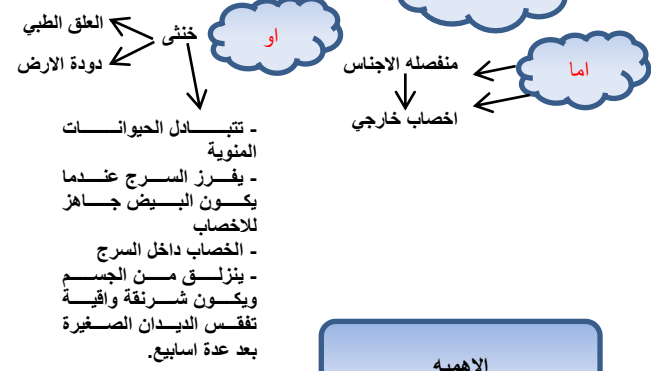 اما
منفصله الاجناس
اخصاب خارجي
او
خنثى
العلق الطبي
دودة الارض
- تتبادل الحيوانات
المنوية
- يفرز السرج عندما
يكون البيض جاهز
للاخصاب
- الخصاب داخل السرج
- ينزلق من الجسم
ويكون شرنقة واقية
تفقس الديدان الصغيرة
بعد عدة اسابيع.
الاهميه